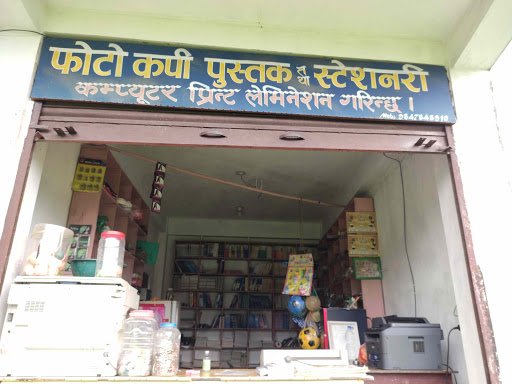 फोटो कपी पुस्तक तथा स्टेशनरी
कम्प्यूटर प्रिन्ट लेमिनेशन गरिन्छ ।